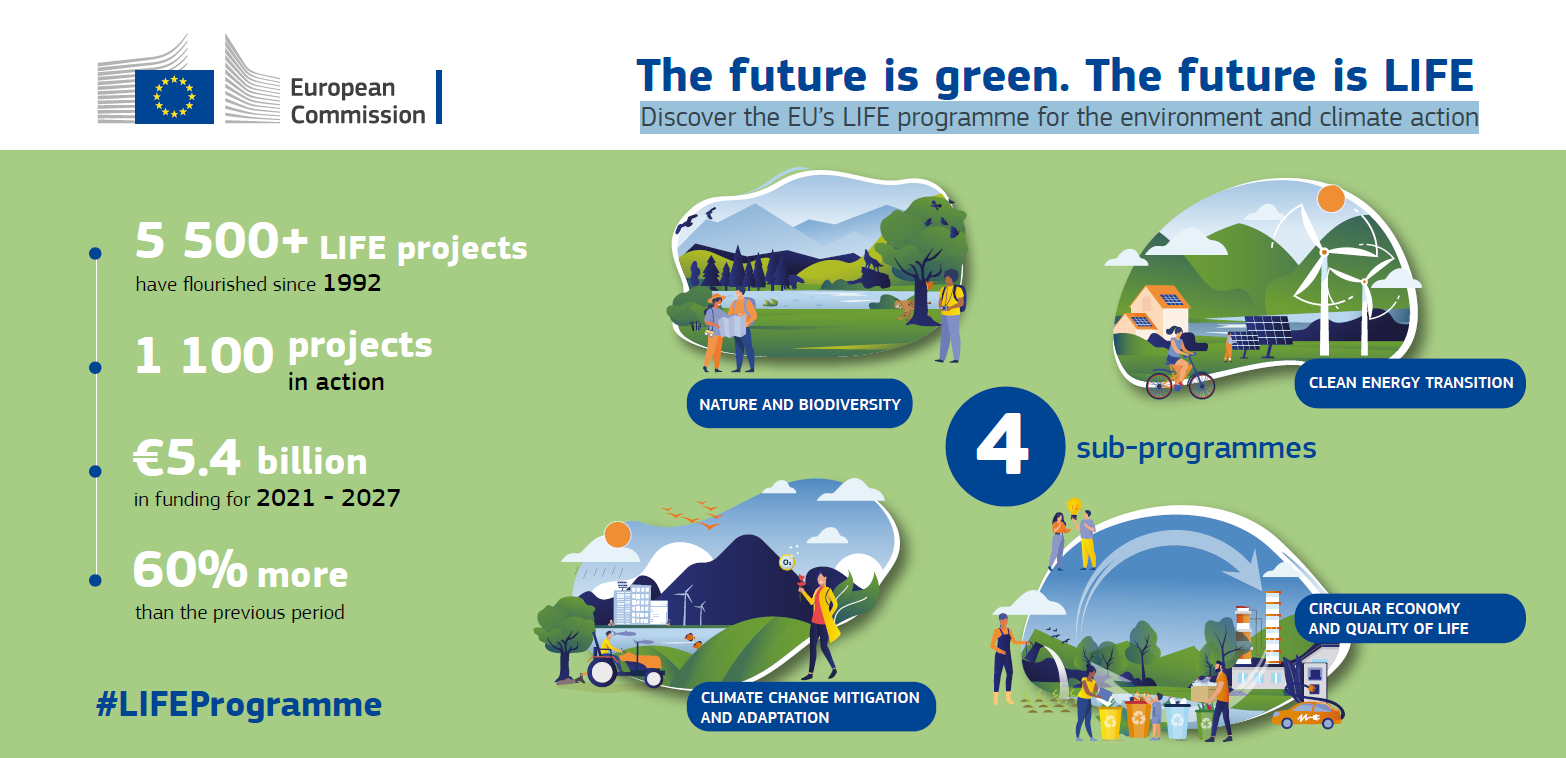 European
Commission
The future is green. The future is LIFE
Discover the EU's LIFE programme for the environment and climate action
5 500+ LIFE projects
have flourished since 1992
1 100 projects
in action
€5.4 billion
in funding for 2021 - 2027
60% more
than the previous period
#LIFEProgramme
NATURE AND BIODIVERSITY
CLEAN ENERGY TRANSITION
4 sub-programmes
O₂
CLIMATE CHANGE MITIGATION
AND ADAPTATION
CIRCULAR ECONOMY
AND QUALITY OF LIFE